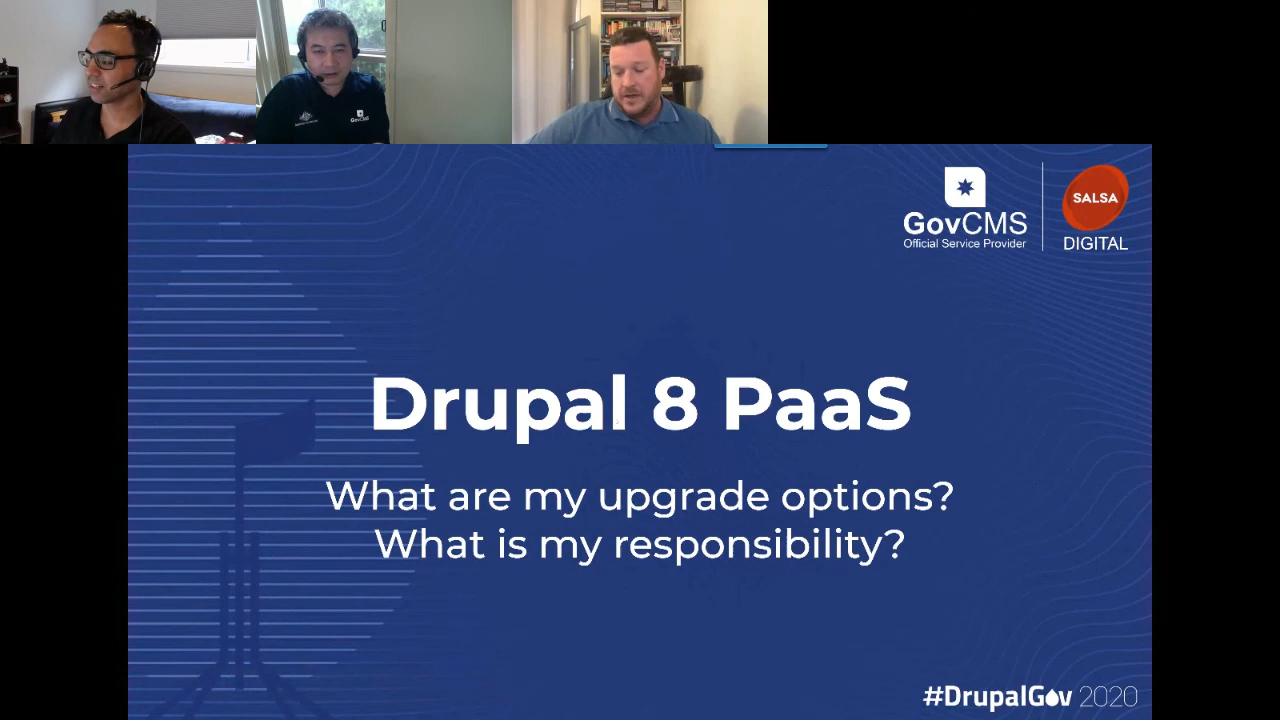 GovCMS
GovCMS
Official Service Provider
SALSA
DIGITAL
Drupal 8 PaaS
What are my upgrade options?
What is my responsibility?
#DrupalGov 2020